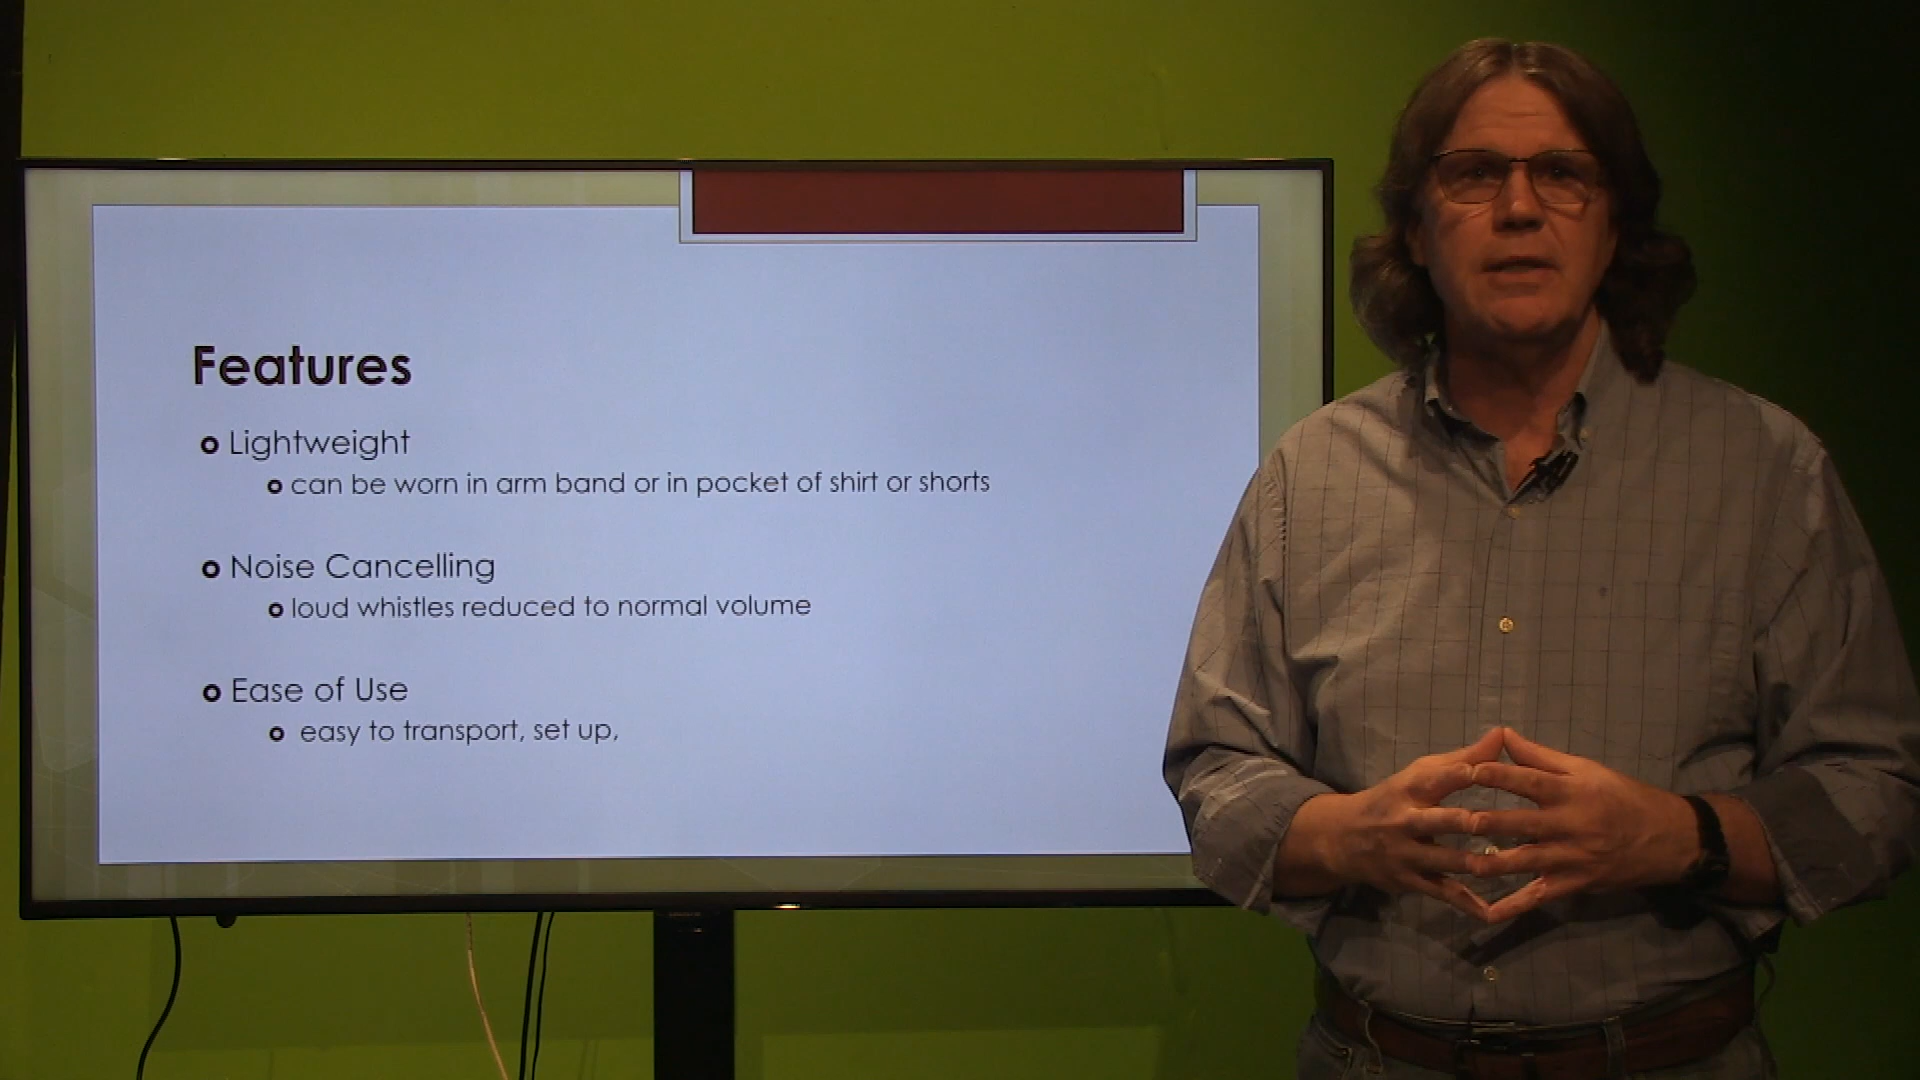 Features
Lightweight
can be worn in arm band or in pocket of shirt or shorts
Noise Cancelling
loud whistles reduced to normal volume
Ease of Use
easy to transport, set up,